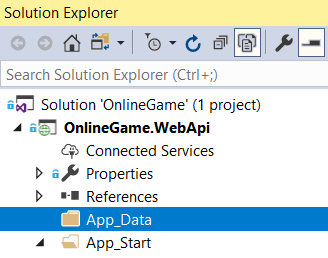 Solution Explorer
Search Solution Explorer (Ctrl+;)
Solution 'OnlineGame' (1 project)
OnlineGame.WebApi
Connected Services
Properties
References
App_Data
App_Start